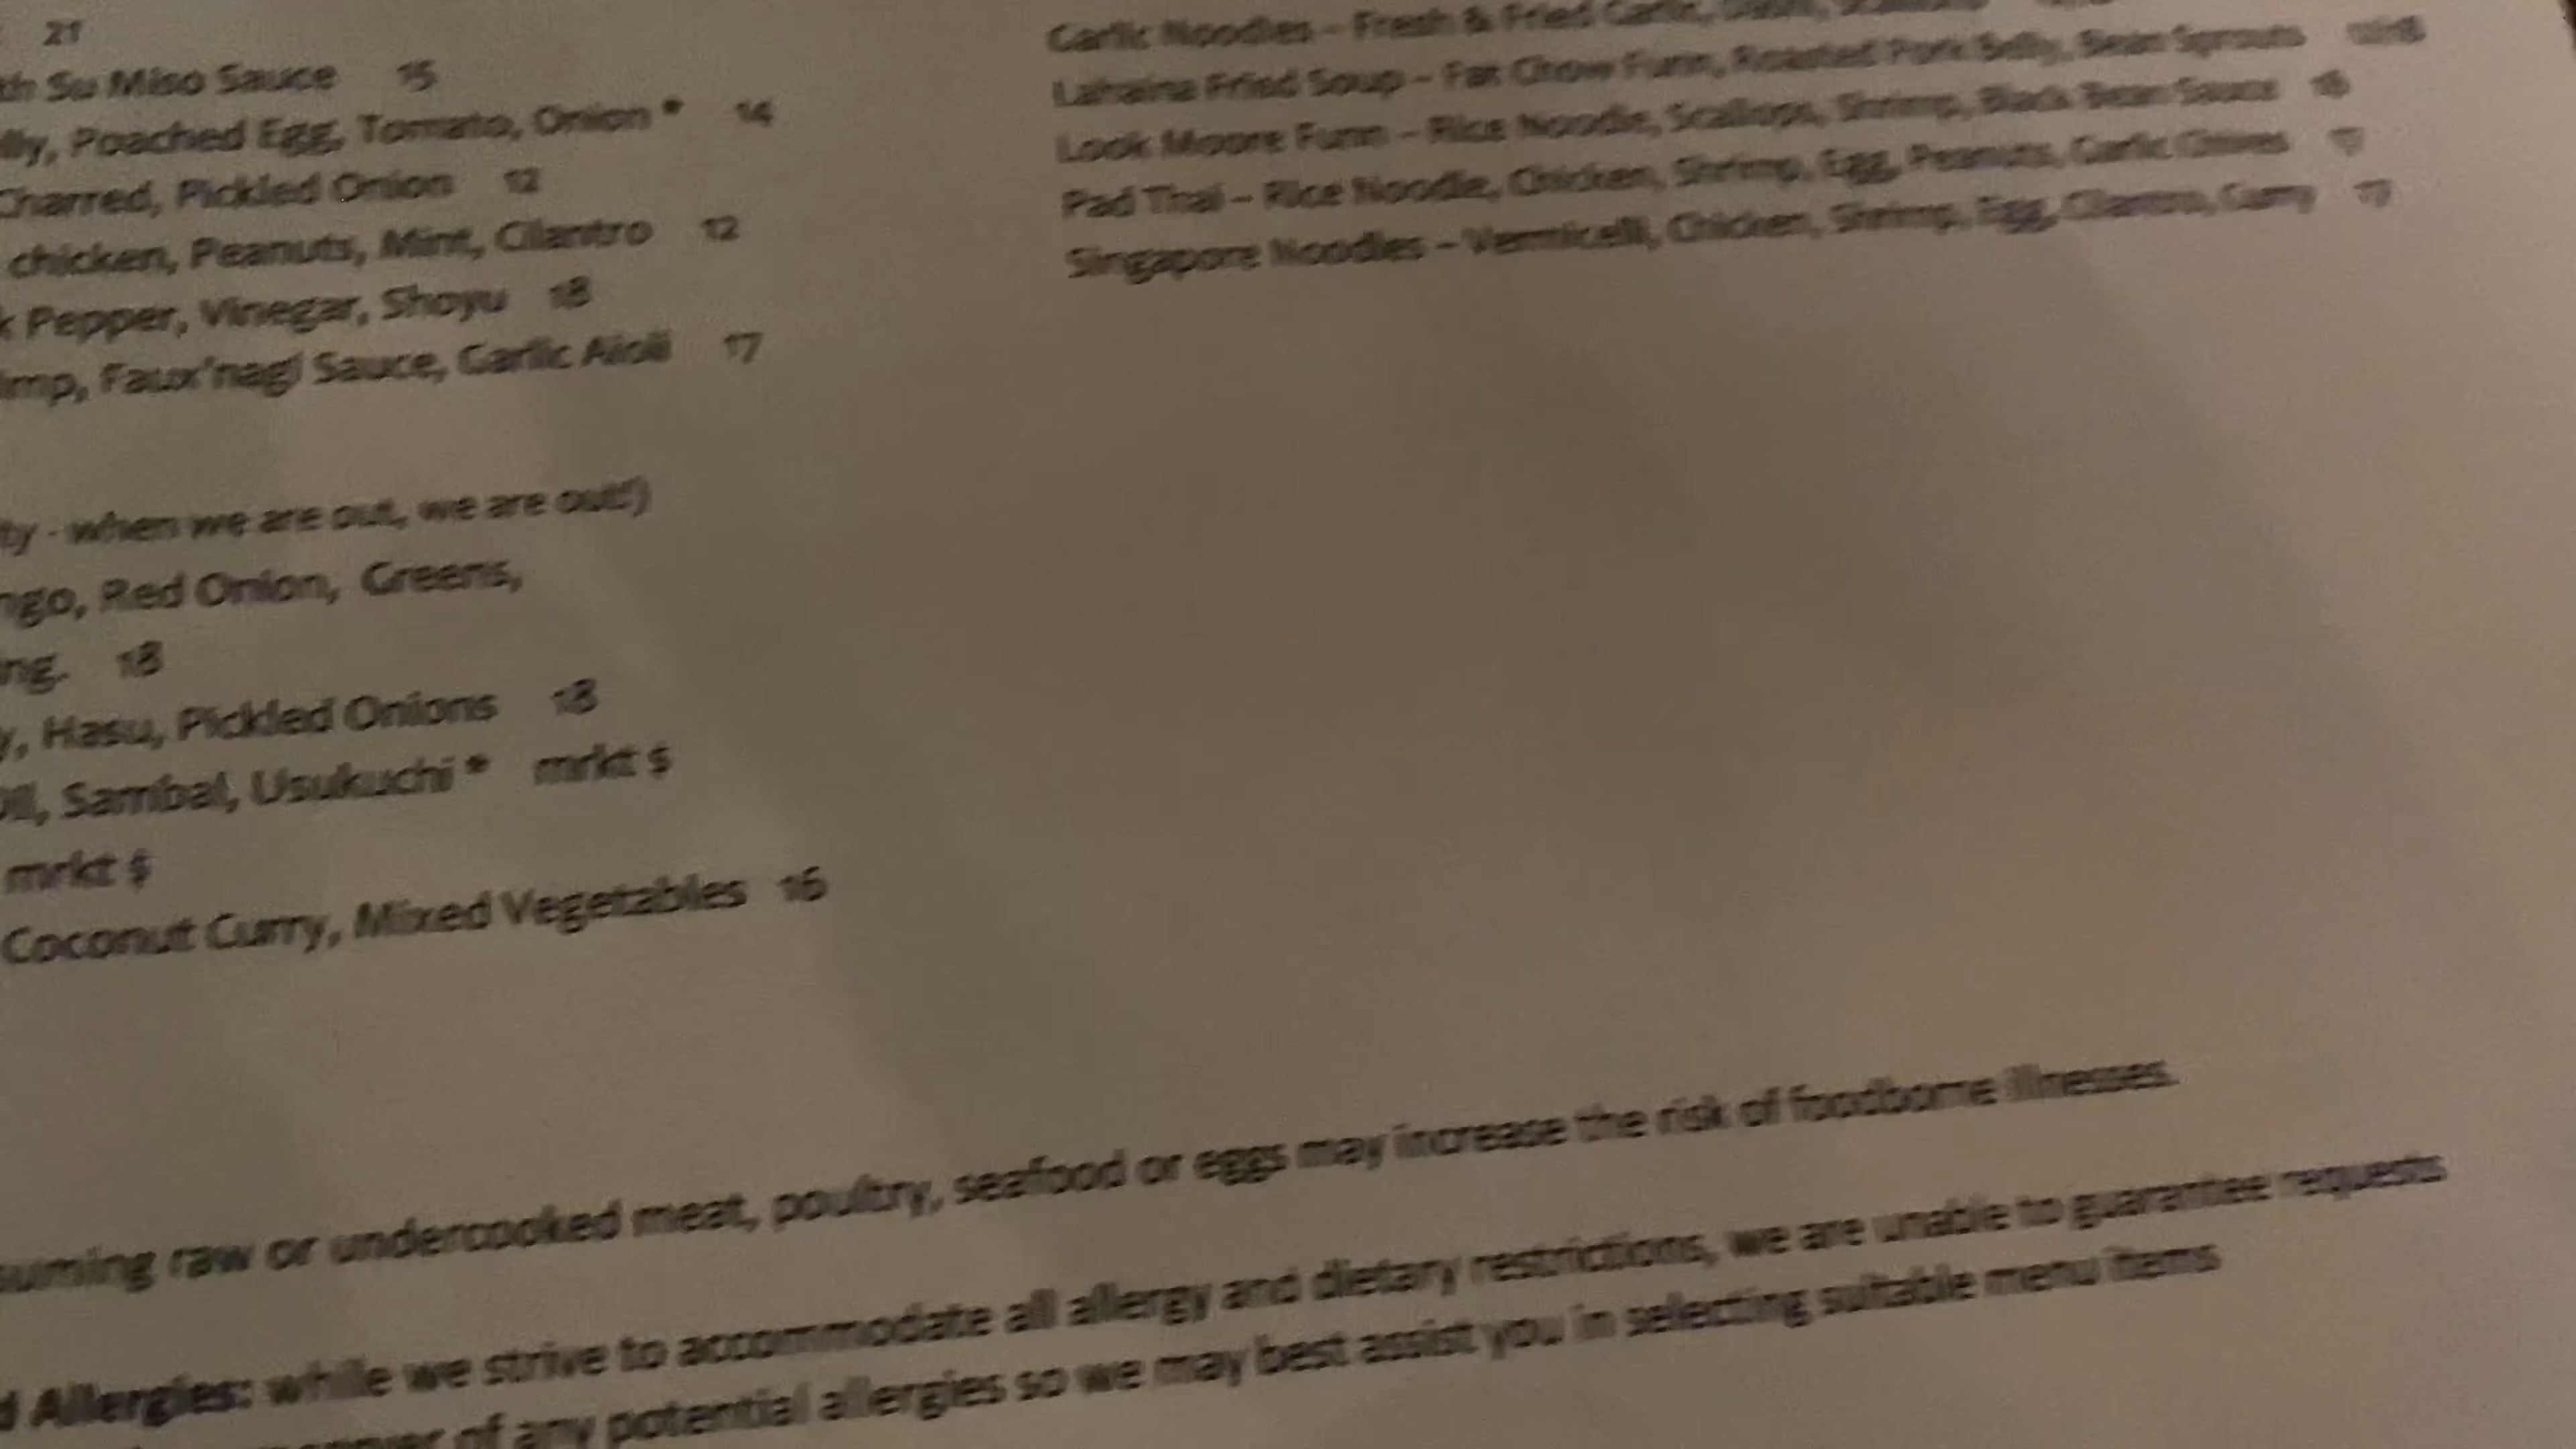 21
Su Miso Sauce 15
Poached Egg, Tomato, Onion * 14
Charred, Pickled Onion 12
chicken, Peanuts, Mint, Cilantro 12
Pepper, Vinegar, Shoyu 18
Faux'nagi Sauce, Garlic Aioli 17
- when we are out, we are out!)
Red Onion, Greens,
18
Hasu, Pickled Onions 18
Sambal, Usukuchi * mrkt $
mrkt $
Coconut Curry, Mixed Vegetables 16
Garlic Noodles – Fresh & Fried Garlic,
Lahaina Fried Soup – Fat Chow Funn, Roasted Pork Belly, Bean Sprouts
Look Moore Funn – Rice Noodle, Scallops, Shrimp, Black Bean Sauce
Pad Thai – Rice Noodle, Chicken, Shrimp, Egg, Peanuts, Garlic Chives
Singapore Noodles – Vermicelli, Chicken, Shrimp, Egg, Cilantro, Curry
raw or undercooked meat, poultry, seafood or eggs may increase the risk of foodborne illnesses.
Allergies: while we strive to accommodate all allergy and dietary restrictions, we are unable to guarantee requests
of any potential allergies so we may best assist you in selecting suitable menu items